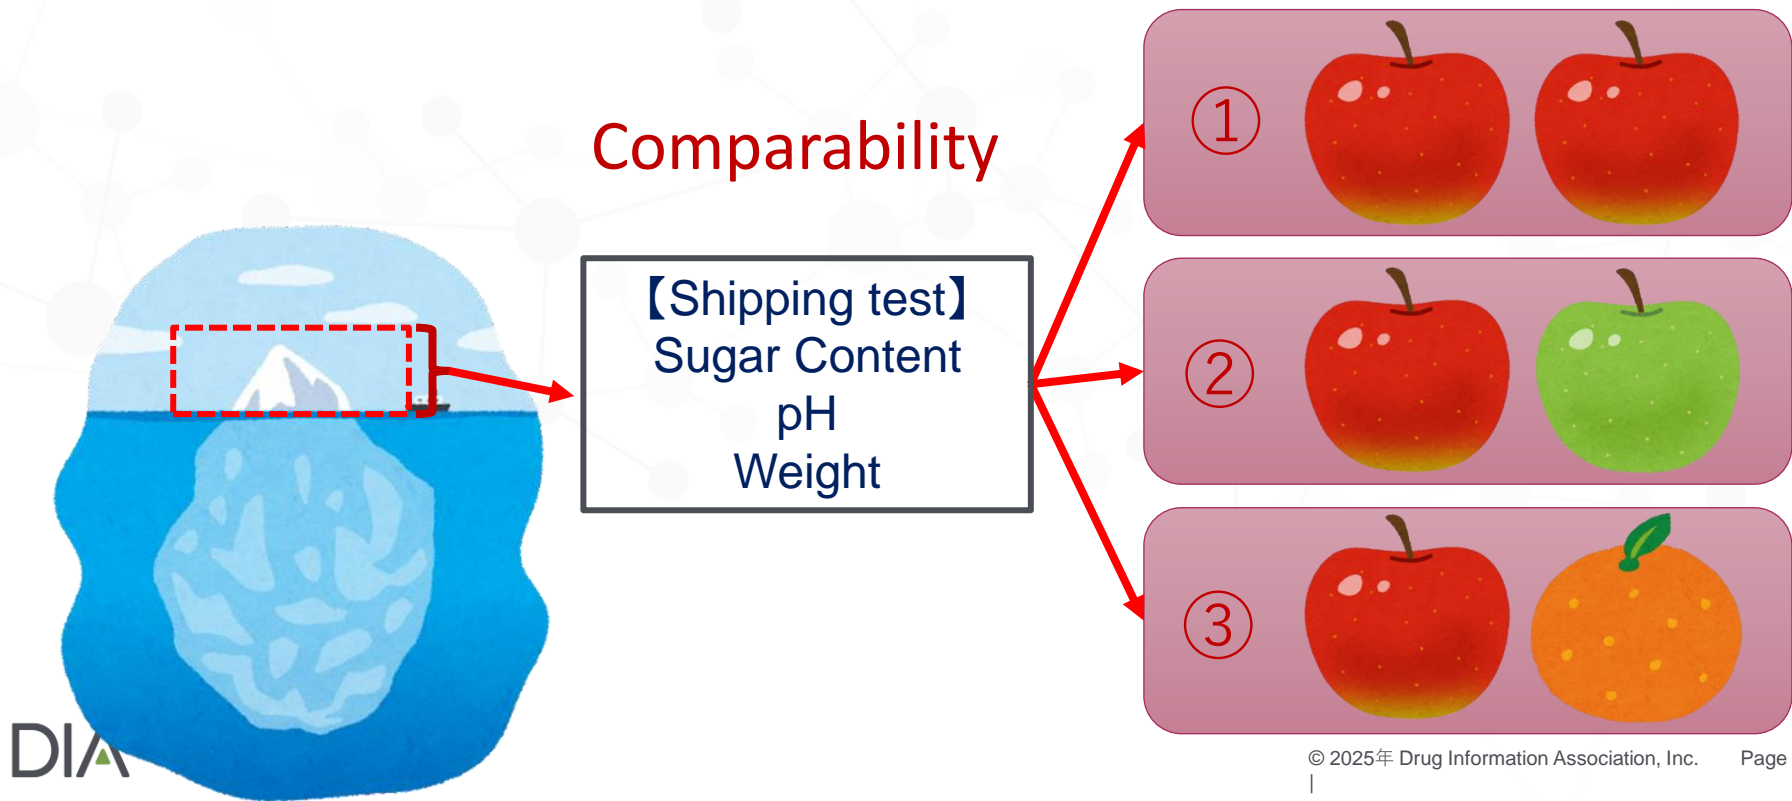 Comparability
【Shipping test】
Sugar Content
pH
Weight
①
②
③
DIA
© 2025年 Drug Information Association, Inc. Page
|